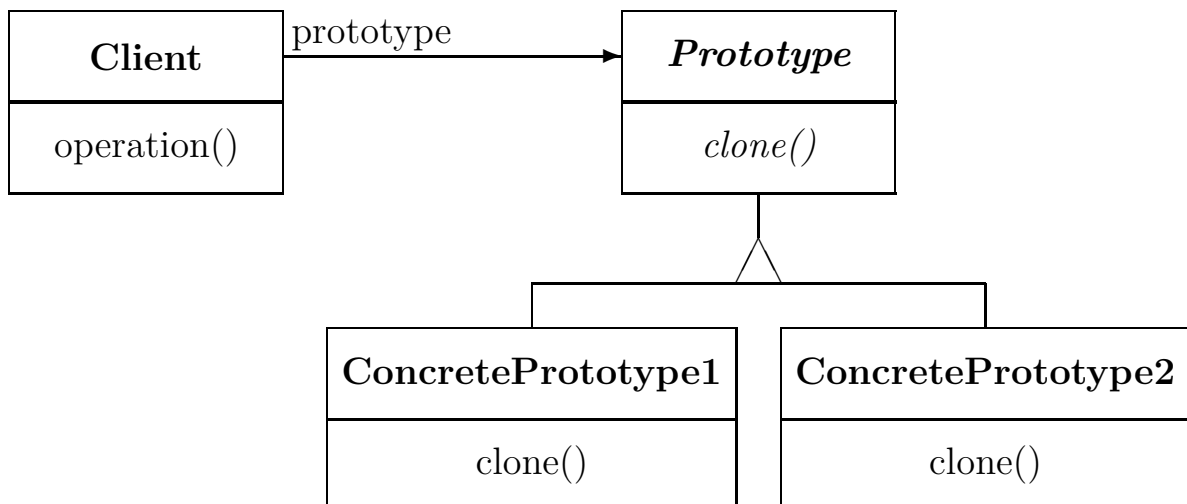 Client
prototype
Prototype
operation()
clone()
ConcretePrototype1
ConcretePrototype2
clone()
clone()